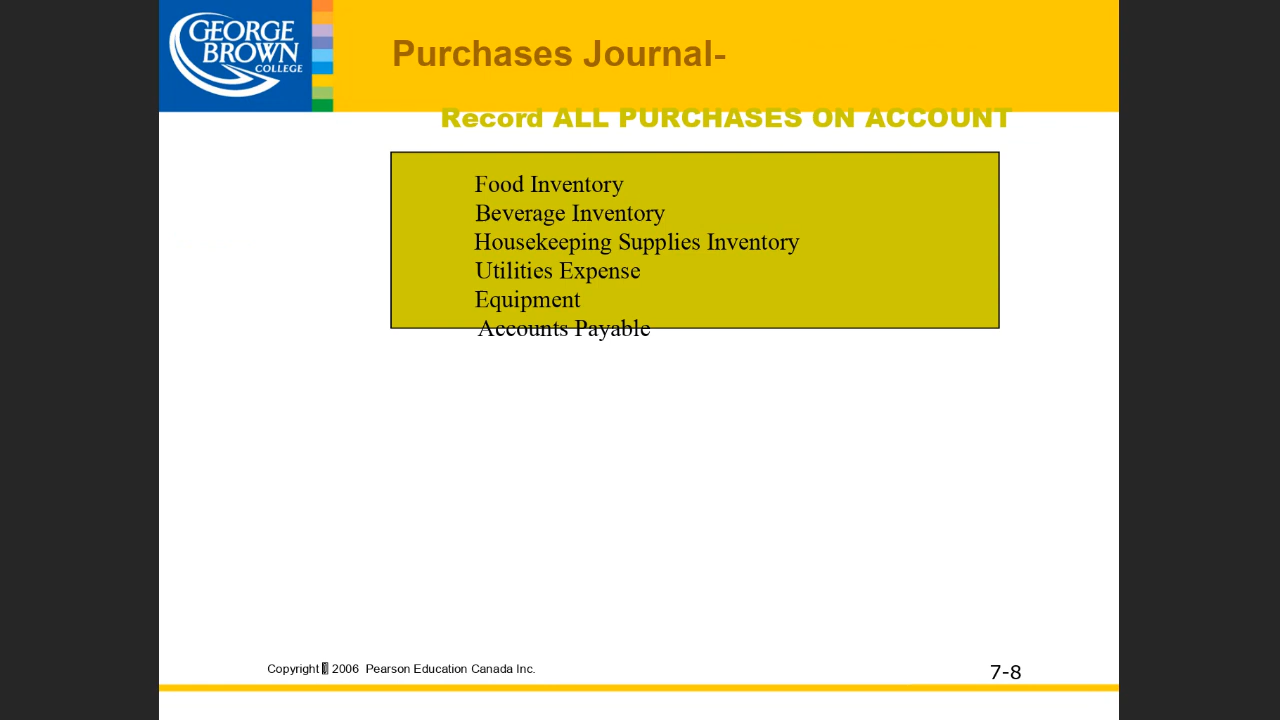 GEORGE
BROWN
COLLEGE
Purchases Journal-
Record ALL PURCHASES ON ACCOUNT
Food Inventory
Beverage Inventory
Housekeeping Supplies Inventory
Utilities Expense
Equipment
Accounts Payable
Copyright 2006 Pearson Education Canada Inc.
7-8